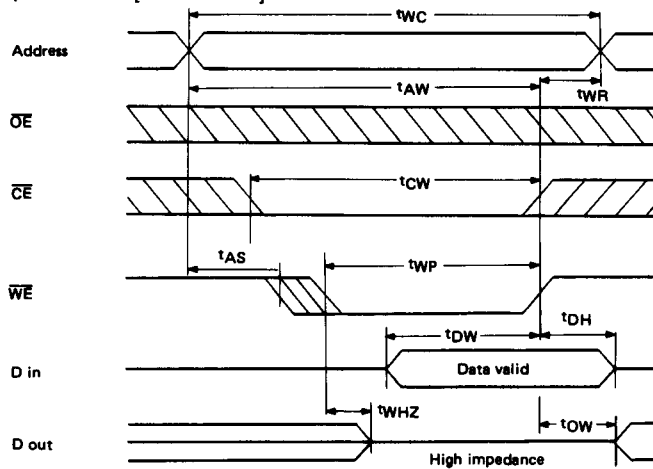 tWC
Address
tAW
tWR
OE
CE
tCW
tAS
tWP
WE
tDW
tDH
D in
Data valid
tWHZ
tOW
D out
High impedance